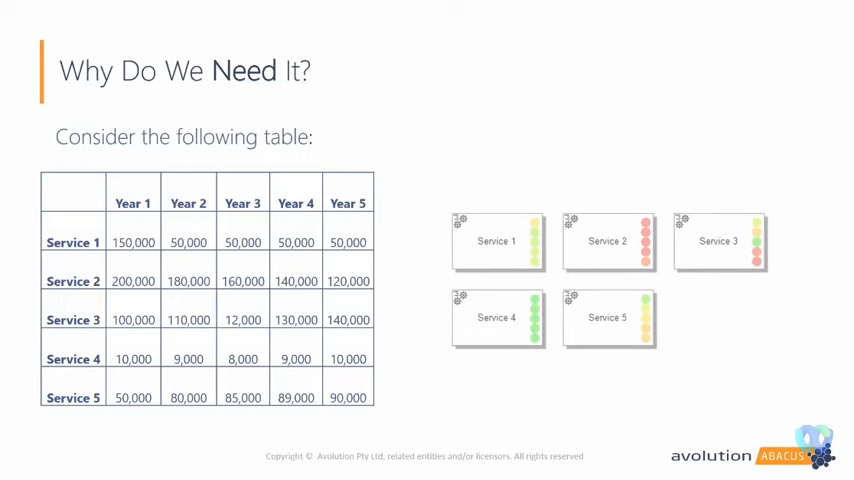 Why Do We Need It?
Consider the following table:
Year 1 Year 2 Year 3 Year 4 Year 5
Service 1 150,000 50,000 50,000 50,000 50,000
Service 2 200,000 180,000 160,000 140,000 120,000
Service 3 100,000 110,000 12,000 130,000 140,000
Service 4 10,000 9,000 8,000 9,000 10,000
Service 5 50,000 80,000 85,000 89,000 90,000
Service 1 Service 2 Service 3
Service 4 Service 5
Copyright © Avolution Pty Ltd, related entities and/or licensors. All rights reserved
avolution ABACUS